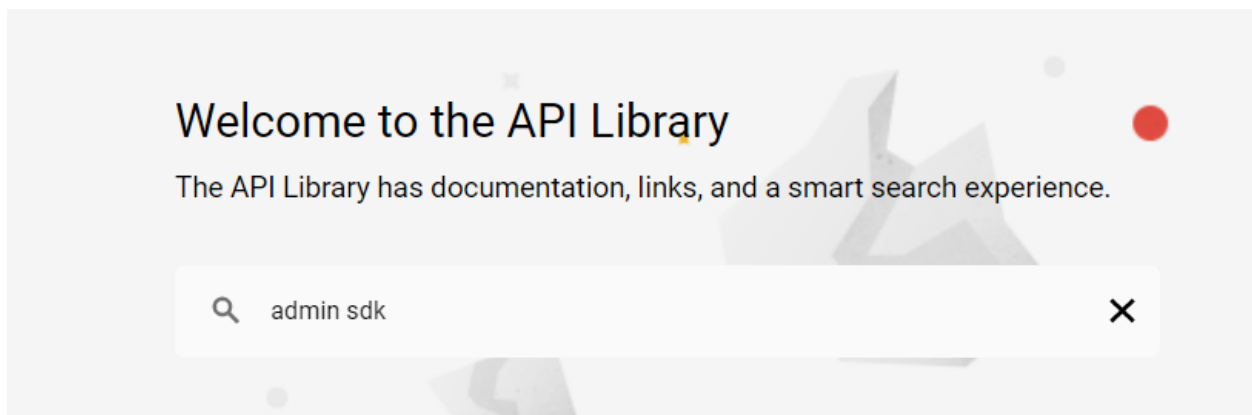 Welcome to the API Library
The API Library has documentation, links, and a smart search experience.
admin sdk